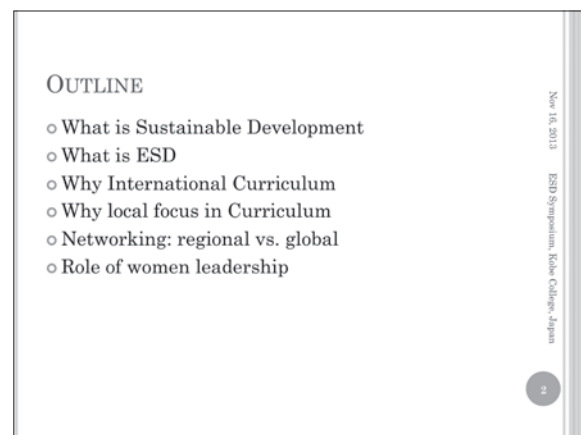 OUTLINE
What is Sustainable Development
What is ESD
Why International Curriculum
Why local focus in Curriculum
Networking: regional vs. global
Role of women leadership
Nov 16, 2013 ESD Symposium, Kobe College, Japan
2